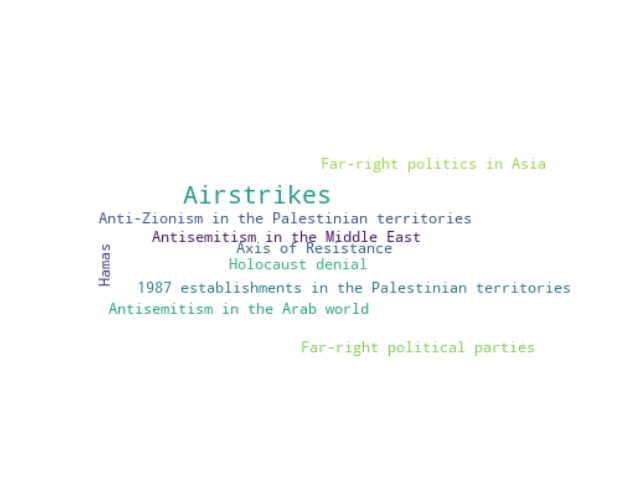 Far-right politics in Asia
Airstrikes
Anti-Zionism in the Palestinian territories
Antisemitism in the Middle East
Axis of Resistance
Hamas
Holocaust denial
1987 establishments in the Palestinian territories
Antisemitism in the Arab world
Far-right political parties